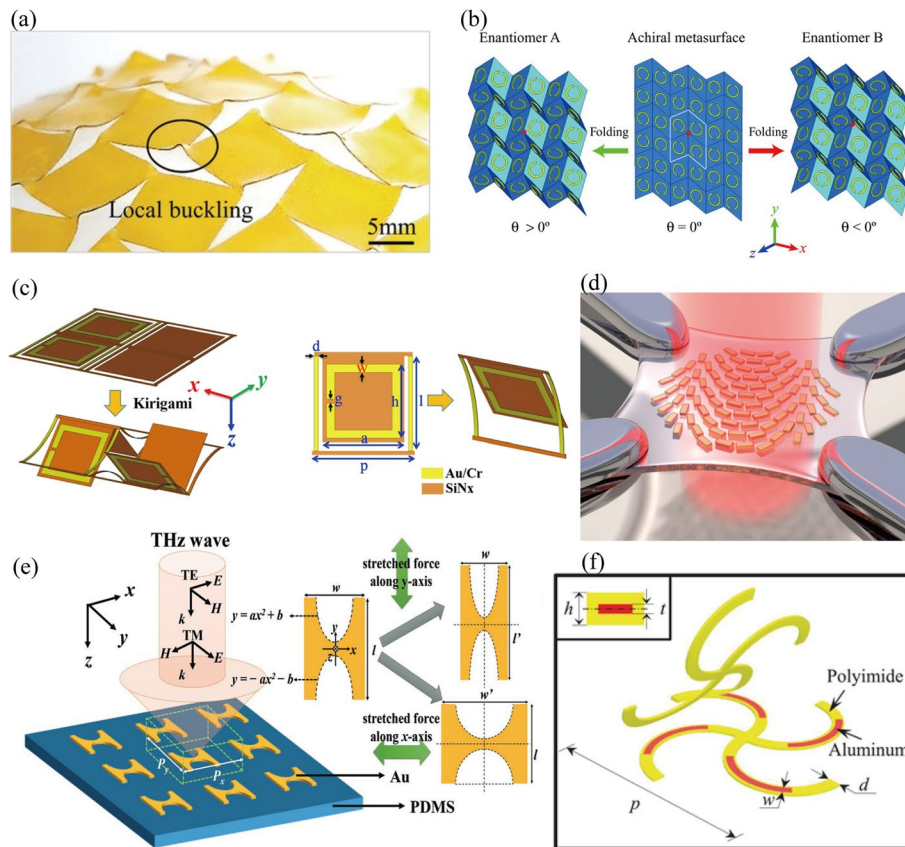 (a)
Local buckling
5mm
(b)
Enantiomer A
Achiral metasurface
Enantiomer B
Folding
Folding
θ > 0°
θ = 0°
θ < 0°
y
z
x
(c)
Kirigami
x
y
z
d
W
g
h
l
a
p
Au/Cr
SiNx
(d)
(e)
THz wave
TE
E
H
k
TM
H
E
k
x
y
z
w
y = ax² + b
y
x
z
l
y = − ax² − b
stretched force
along y-axis
w
l'
stretched force
along x-axis
w'
l
Py
Px
Au
PDMS
(f)
h
t
Polyimide
Aluminum
w
d
p